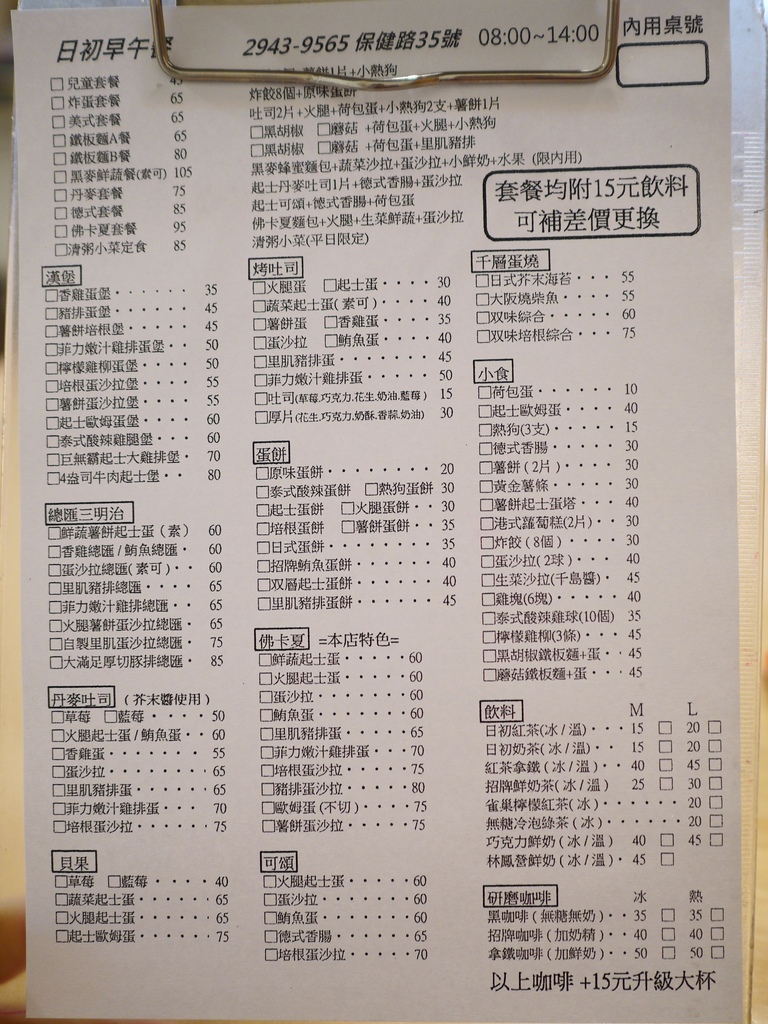 日初早午餐 2943-9565 保健路35號 08:00~14:00 內用桌號
□ 兒童套餐 45 薯餅1片+小熱狗
□ 炸蛋套餐 65 炸餃8個+原味蛋餅
□ 美式套餐 65 吐司2片+火腿+荷包蛋+小熱狗2支+薯餅1片
□ 鐵板麵A餐 65 □黑胡椒 □蘑菇 +荷包蛋+火腿+小熱狗
□ 鐵板麵B餐 80 □黑胡椒 □蘑菇 +荷包蛋+里肌豬排
□ 黑麥鮮蔬餐(素可) 105 黑麥蜂蜜麵包+蔬菜沙拉+蛋沙拉+小鮮奶+水果 (限內用)
□ 丹麥套餐 75 起士丹麥吐司1片+德式香腸+蛋沙拉
□ 德式套餐 85 起士可頌+德式香腸+荷包蛋
□ 佛卡夏套餐 95 佛卡夏麵包+火腿+生菜鮮蔬+蛋沙拉
□清粥小菜定食 85 清粥小菜(平日限定)
套餐均附15元飲料
可補差價更換
漢堡
□香雞蛋堡······ 35
□豬排蛋堡······ 45
□薯餅培根堡····· 45
□菲力嫩汁雞排蛋堡·· 50
□檸檬雞柳蛋堡···· 50
□培根蛋沙拉堡···· 55
□薯餅蛋沙拉堡···· 55
□起士歐姆蛋堡···· 60
□泰式酸辣雞腿堡··· 60
□巨無霸起士大雞排堡· 70
□4盎司牛肉起士堡·· 80
總匯三明治
□鮮蔬薯餅起士蛋 (素) 60
□香雞總匯/鮪魚總匯· 60
□蛋沙拉總匯(素可)·· 60
□里肌豬排總匯···· 65
□菲力嫩汁雞排總匯·· 65
□火腿薯餅蛋沙拉總匯· 65
□自製里肌蛋沙拉總匯· 75
□大滿足厚切豚排總匯· 85
丹麥吐司 (芥末醬使用)
□草莓 □藍莓···· 50
□火腿起士蛋/鮪魚蛋·· 60
□香雞蛋······· 55
□蛋沙拉······· 65
□里肌豬排蛋····· 65
□菲力嫩汁雞排蛋··· 70
□培根蛋沙拉····· 75
貝果
□草莓 □藍莓···· 40
□蔬菜起士蛋····· 65
□火腿起士蛋····· 65
□起士歐姆蛋····· 75
烤吐司
□火腿蛋 □起士蛋···· 30
□蔬菜起士蛋(素可)···· 40
□薯餅蛋 □香雞蛋···· 35
□蛋沙拉 □鮪魚蛋···· 40
□里肌豬排蛋······ 45
□菲力嫩汁雞排蛋···· 50
□吐司(草莓.巧克力.花生.奶油.藍莓) 15
□厚片(花生.巧克力.奶酥.香蒜.奶油) 30
蛋餅
□原味蛋餅········ 20
□泰式酸辣蛋餅 □熱狗蛋餅 30
□起士蛋餅 □火腿蛋餅·· 30
□培根蛋餅 □薯餅蛋餅·· 35
□日式蛋餅········ 35
□招牌鮪魚蛋餅······ 40
□双層起士蛋餅······ 40
□里肌豬排蛋餅······ 45
佛卡夏 =本店特色=
□鮮蔬起士蛋·····60
□火腿起士蛋·····60
□蛋沙拉·······60
□鮪魚蛋·······60
□里肌豬排蛋·····65
□菲力嫩汁雞排蛋···70
□培根蛋沙拉·····75
□豬排蛋沙拉·····80
□歐姆蛋(不切)····75
□薯餅蛋沙拉·····75
可頌
□火腿起士蛋·····60
□蛋沙拉·······60
□鮪魚蛋·······60
□德式香腸······65
□培根蛋沙拉·····70
千層蛋燒
□日式芥末海苔··· 55
□大阪燒柴魚···· 55
□双味綜合····· 60
□双味培根綜合··· 75
小食
□荷包蛋······ 10
□起士歐姆蛋···· 40
□熱狗(3支)···· 15
□德式香腸····· 30
□薯餅(2片)···· 30
□黃金薯條····· 30
□薯餅起士蛋塔··· 40
□港式蘿蔔糕(2片)·· 30
□炸餃(8個)···· 30
□蛋沙拉(2球)··· 40
□生菜沙拉(千島醬)· 45
□雞塊(6塊)···· 40
□泰式酸辣雞球(10個) 35
□檸檬雞柳(3條)··· 45
□黑胡椒鐵板麵+蛋·· 45
□蘑菇鐵板麵+蛋··· 45
飲料 M L
日初紅茶(冰/溫)·· 15 □ 20 □
日初奶茶(冰/溫)·· 15 □ 20 □
紅茶拿鐵(冰/溫)·· 40 □ 45 □
招牌鮮奶茶(冰/溫) 25 □ 30 □
雀巢檸檬紅茶(冰)····· 20 □
無糖冷泡綠茶(冰)····· 20 □
巧克力鮮奶(冰/溫) 40 □ 45 □
林鳳營鮮奶(冰/溫)· 45 □
研磨咖啡 冰 熱
黑咖啡(無糖無奶)·· 35 □ 35 □
招牌咖啡(加奶精)·· 40 □ 40 □
拿鐵咖啡(加鮮奶)·· 50 □ 50 □
以上咖啡 +15元升級大杯